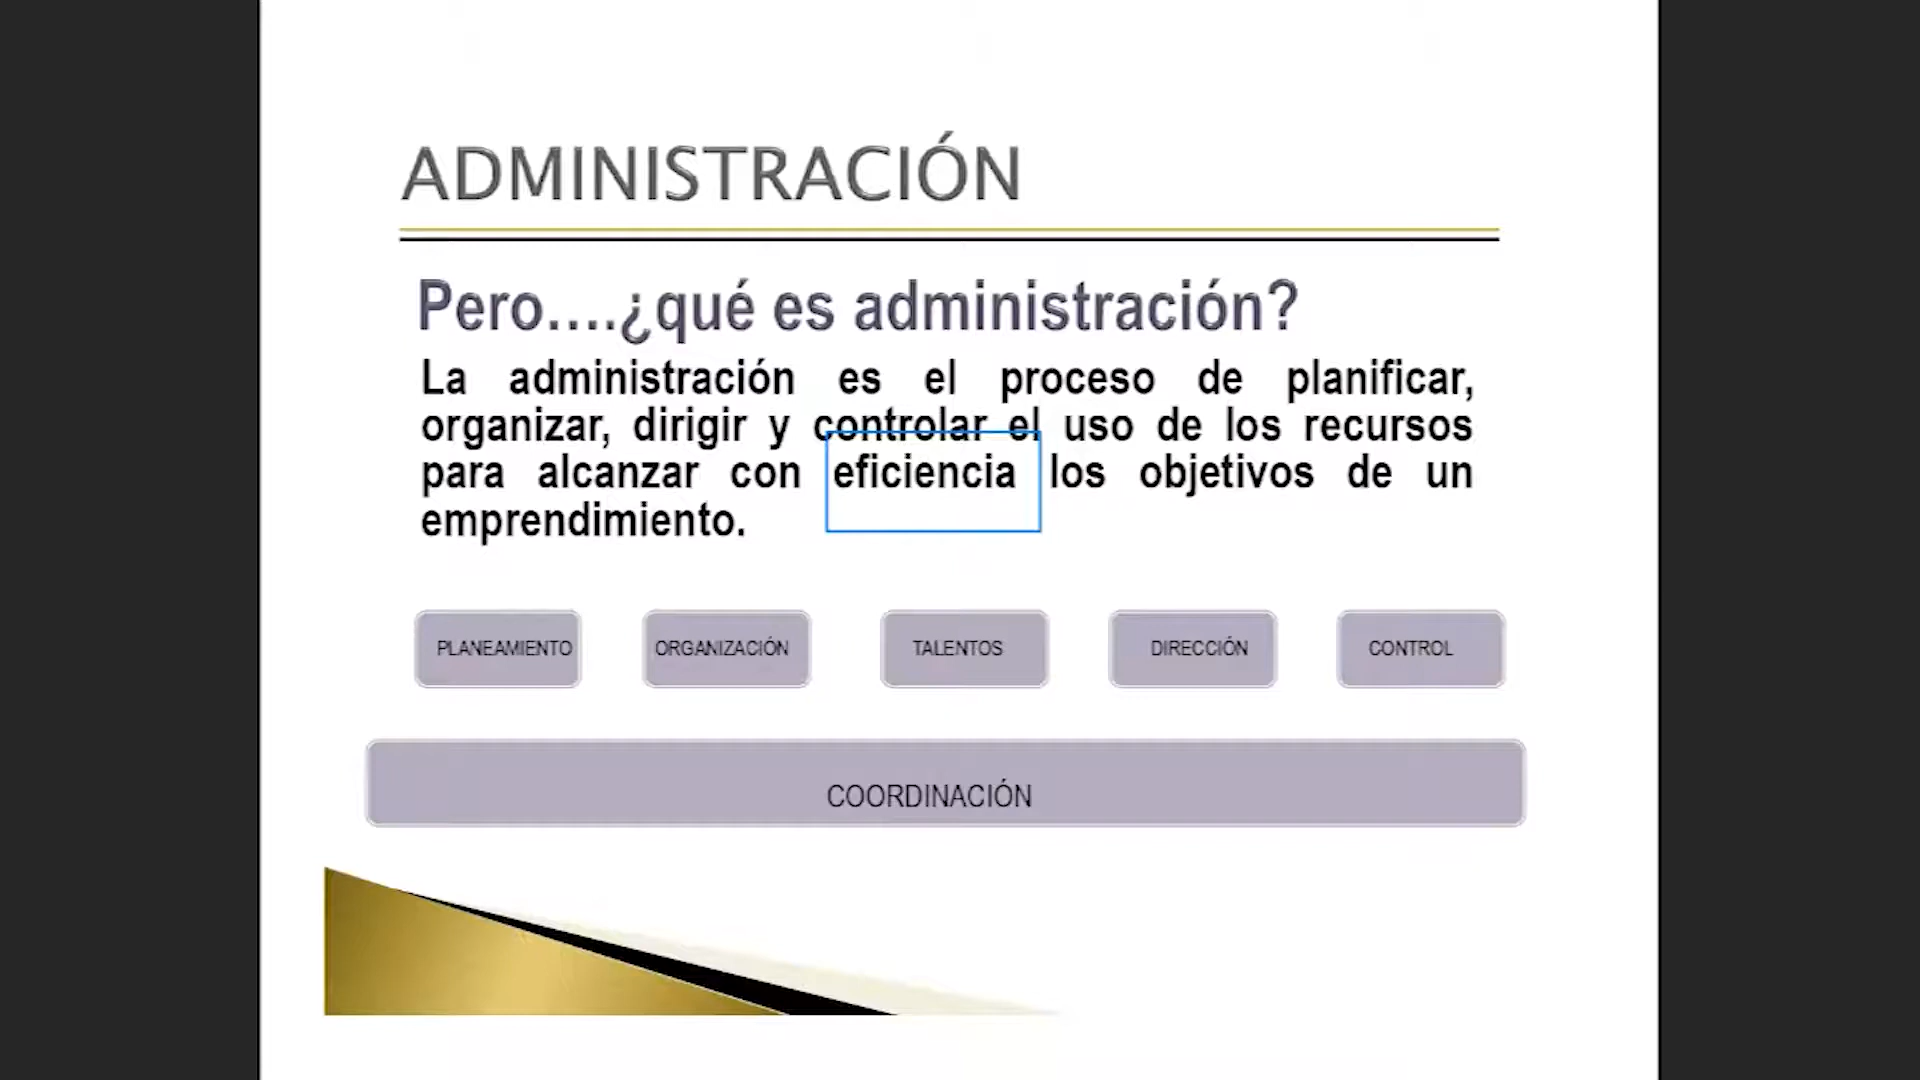 ADMINISTRACIÓN
Pero....¿qué es administración?
La administración es el proceso de planificar,
organizar, dirigir y controlar el uso de los recursos
para alcanzar con eficiencia los objetivos de un
emprendimiento.
PLANEAMIENTO ORGANIZACIÓN TALENTOS DIRECCIÓN CONTROL
COORDINACIÓN